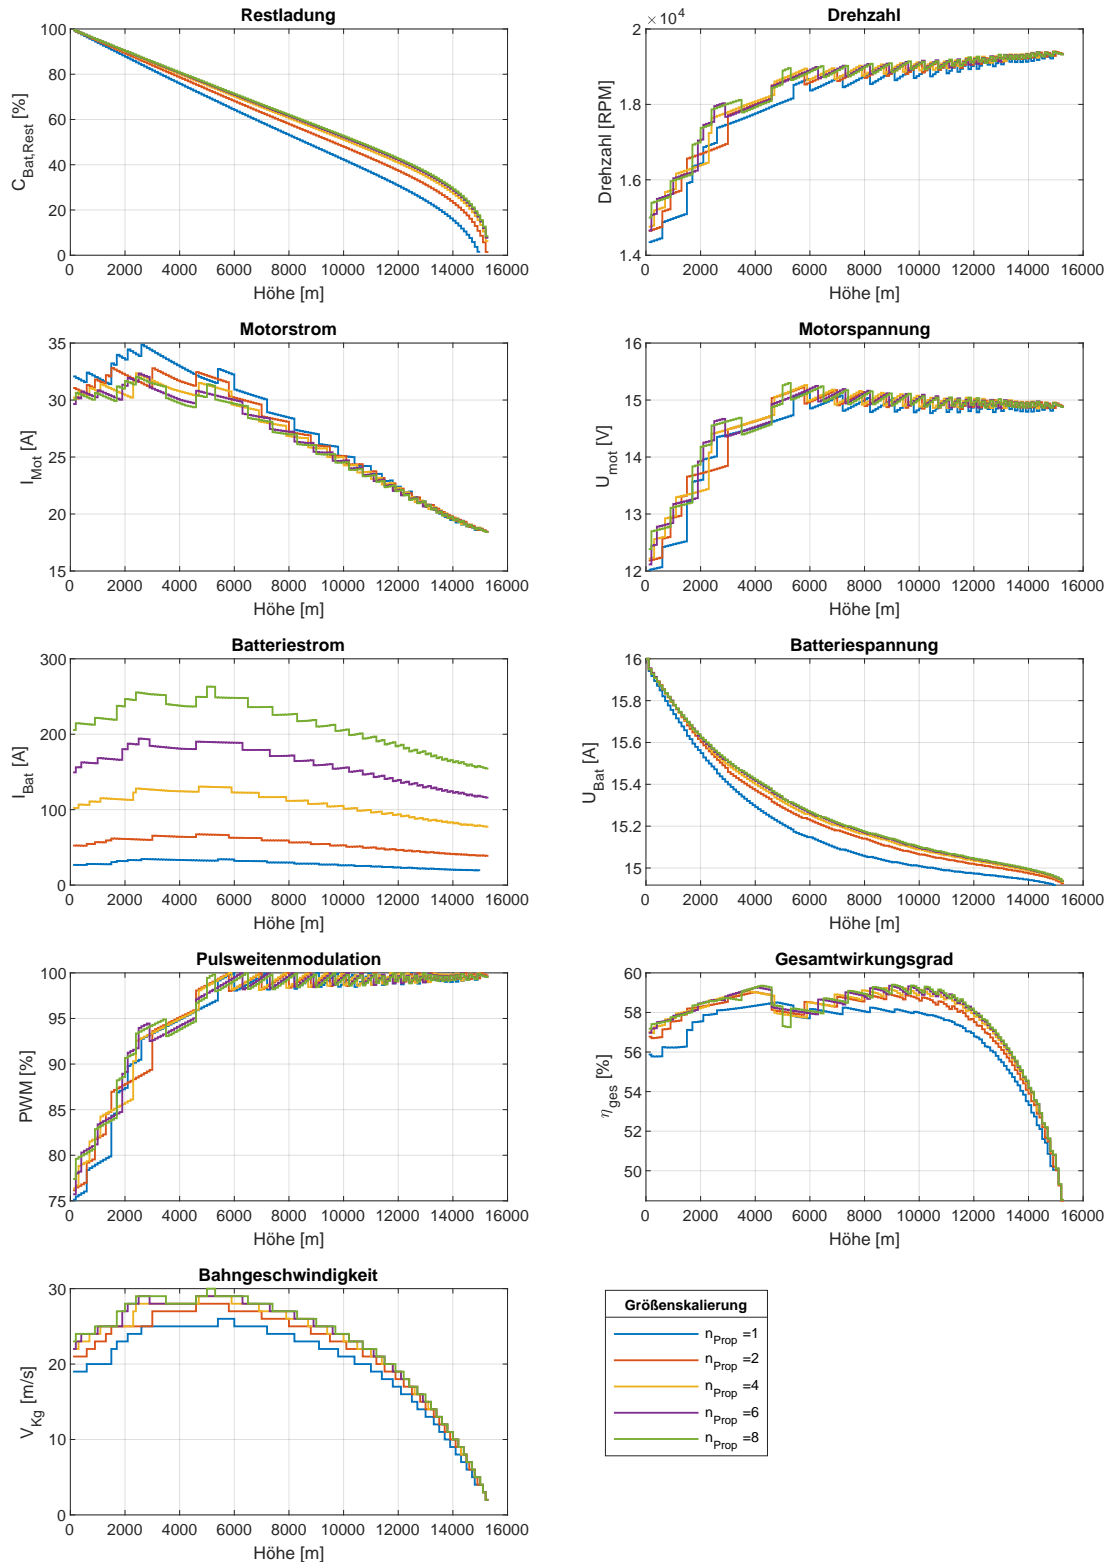 Restladung
100
80
60
40
20
0
C_Bat,Rest [%]
0 2000 4000 6000 8000 10000 12000 14000 16000
Höhe [m]
Drehzahl
× 10^4
2
1.8
1.6
1.4
Drehzahl [RPM]
0 2000 4000 6000 8000 10000 12000 14000 16000
Höhe [m]
Motorstrom
35
30
25
20
15
I_Mot [A]
0 2000 4000 6000 8000 10000 12000 14000 16000
Höhe [m]
Motorspannung
16
15
14
13
12
U_mot [V]
0 2000 4000 6000 8000 10000 12000 14000 16000
Höhe [m]
Batteriestrom
300
200
100
0
I_Bat [A]
0 2000 4000 6000 8000 10000 12000 14000 16000
Höhe [m]
Batteriespannung
16
15.8
15.6
15.4
15.2
15
U_Bat [A]
0 2000 4000 6000 8000 10000 12000 14000 16000
Höhe [m]
Pulsweitenmodulation
100
95
90
85
80
75
PWM [%]
0 2000 4000 6000 8000 10000 12000 14000 16000
Höhe [m]
Gesamtwirkungsgrad
60
58
56
54
52
50
η_ges [%]
0 2000 4000 6000 8000 10000 12000 14000 16000
Höhe [m]
Bahngeschwindigkeit
30
20
10
0
V_Kg [m/s]
0 2000 4000 6000 8000 10000 12000 14000 16000
Höhe [m]
Größenskalierung
n_Prop =1
n_Prop =2
n_Prop =4
n_Prop =6
n_Prop =8